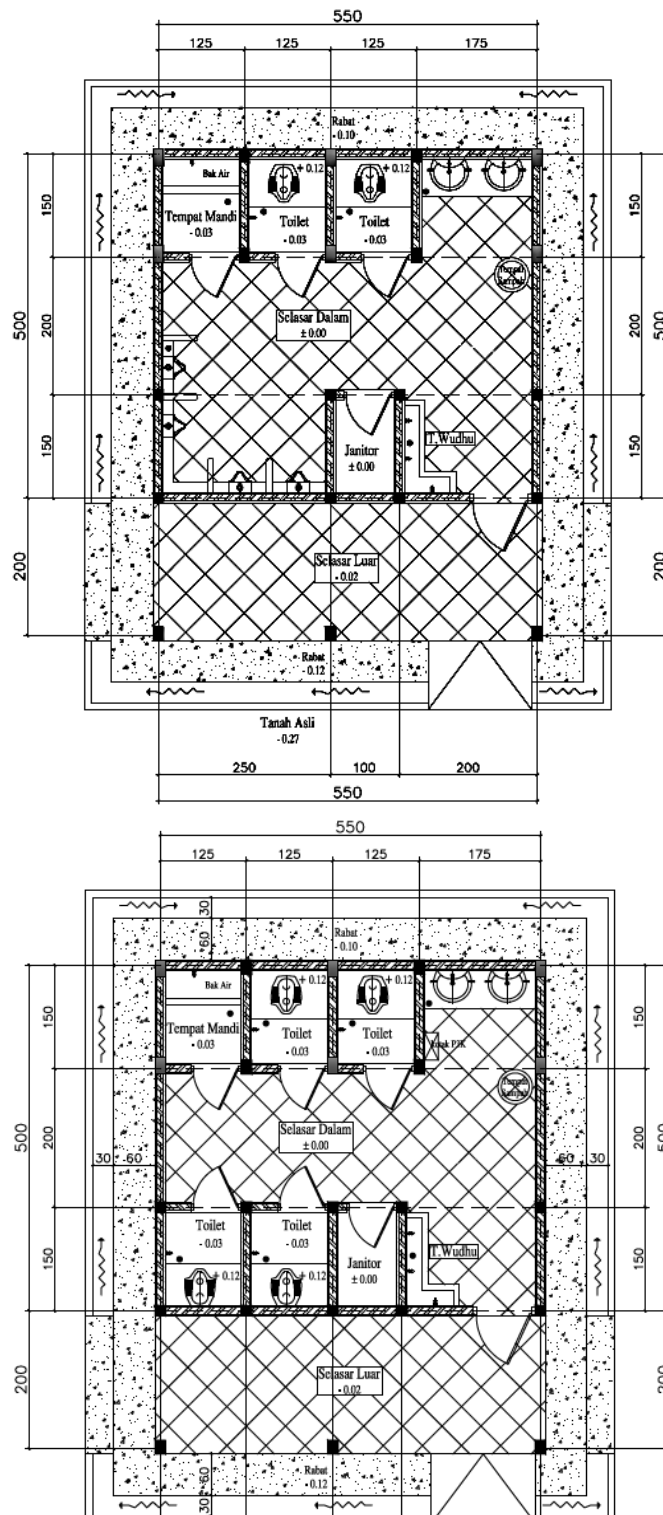 550
125 125 125 175
Rabat
- 0.10
Bak Air
+ 0.12
+ 0.12
Tempat Mandi
- 0.03
Toilet
- 0.03
Toilet
- 0.03
150
150
Tempat
Sampah
Selasar Dalam
± 0.00
500
200
200
500
Janitor
± 0.00
T.Wudhu
150
150
Selasar Luar
- 0.02
200
200
Rabat
- 0.12
Tanah Asli
- 0.27
250 100 200
550
550
125 125 125 175
30
60
Rabat
- 0.10
Bak Air
+ 0.12
+ 0.12
Tempat Mandi
- 0.03
Toilet
- 0.03
Toilet
- 0.03
150
150
P3K
Tempat
Sampah
Selasar Dalam
± 0.00
500
200
200
500
30 60
60 30
Toilet
- 0.03
Toilet
- 0.03
Janitor
± 0.00
T.Wudhu
+ 0.12
+ 0.12
150
150
Selasar Luar
- 0.02
200
200
60
Rabat
- 0.12
30